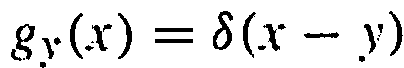 g_y(x) = δ(x − y)